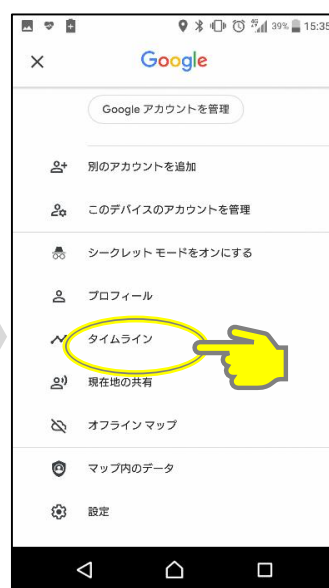 39% 15:35
Google
Google アカウントを管理
別のアカウントを追加
このデバイスのアカウントを管理
シークレット モードをオンにする
プロフィール
タイムライン
現在地の共有
オフライン マップ
マップ内のデータ
設定